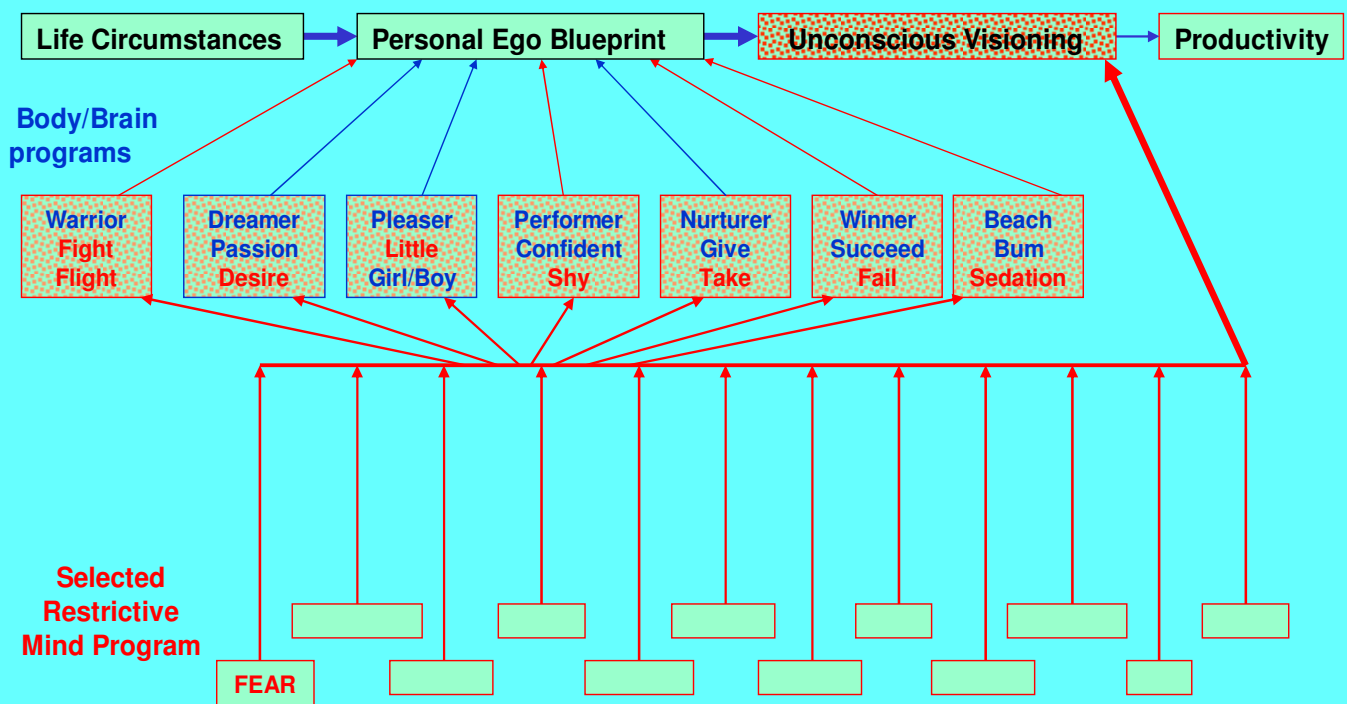 Life Circumstances
Personal Ego Blueprint
Unconscious Visioning
Productivity
Body/Brain
programs
Warrior
Fight
Flight
Dreamer
Passion
Desire
Pleaser
Little
Girl/Boy
Performer
Confident
Shy
Nurturer
Give
Take
Winner
Succeed
Fail
Beach
Bum
Sedation
Selected
Restrictive
Mind Program
FEAR